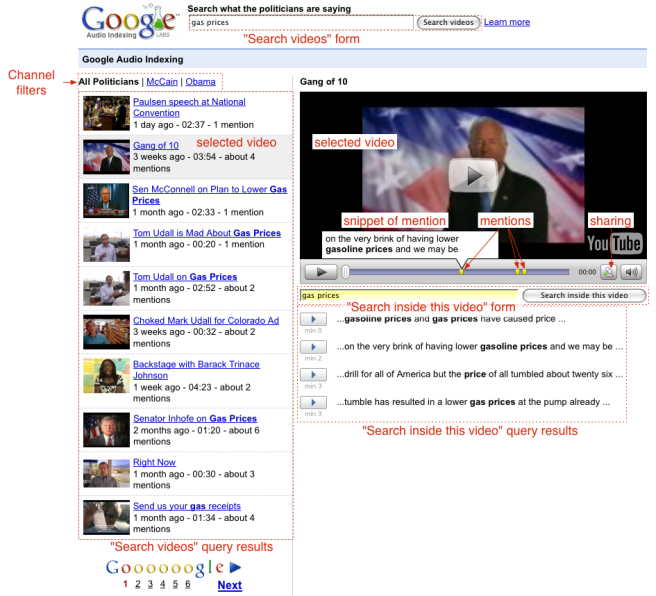 Google
Audio Indexing LABS
Search what the politicians are saying
gas prices
Search videos
Learn more
"Search videos" form
Google Audio Indexing
Channel
filters
All Politicians | McCain | Obama
Paulsen speech at National
Convention
1 day ago - 02:37 - 1 mention
Gang of 10
selected video
3 weeks ago - 03:54 - about 4
mentions
Sen McConnell on Plan to Lower Gas
Prices
1 month ago - 02:33 - 1 mention
Tom Udall is Mad About Gas Prices
1 month ago - 00:20 - 1 mention
Tom Udall on Gas Prices
1 month ago - 02:52 - about 2
mentions
Choked Mark Udall for Colorado Ad
3 weeks ago - 00:32 - about 2
mentions
Backstage with Barack Trinace
Johnson
1 week ago - 04:23 - about 2
mentions
Senator Inhofe on Gas Prices
2 months ago - 01:20 - about 6
mentions
Right Now
1 month ago - 00:30 - about 3
mentions
Send us your gas receipts
1 month ago - 01:34 - about 4
mentions
"Search videos" query results
Goooooogle
1 2 3 4 5 6 Next
Gang of 10
selected video
snippet of mention
mentions
sharing
on the very brink of having lower
gasoline prices and we may be
You Tube
00:00
gas prices
Search inside this video
"Search inside this video" form
...gasoline prices and gas prices have caused price ...
min 0
...on the very brink of having lower gasoline prices and we may be ...
min 2
...drill for all of America but the price of all tumbled about twenty six ...
min 3
...tumble has resulted in a lower gas prices at the pump already ...
min 3
"Search inside this video" query results